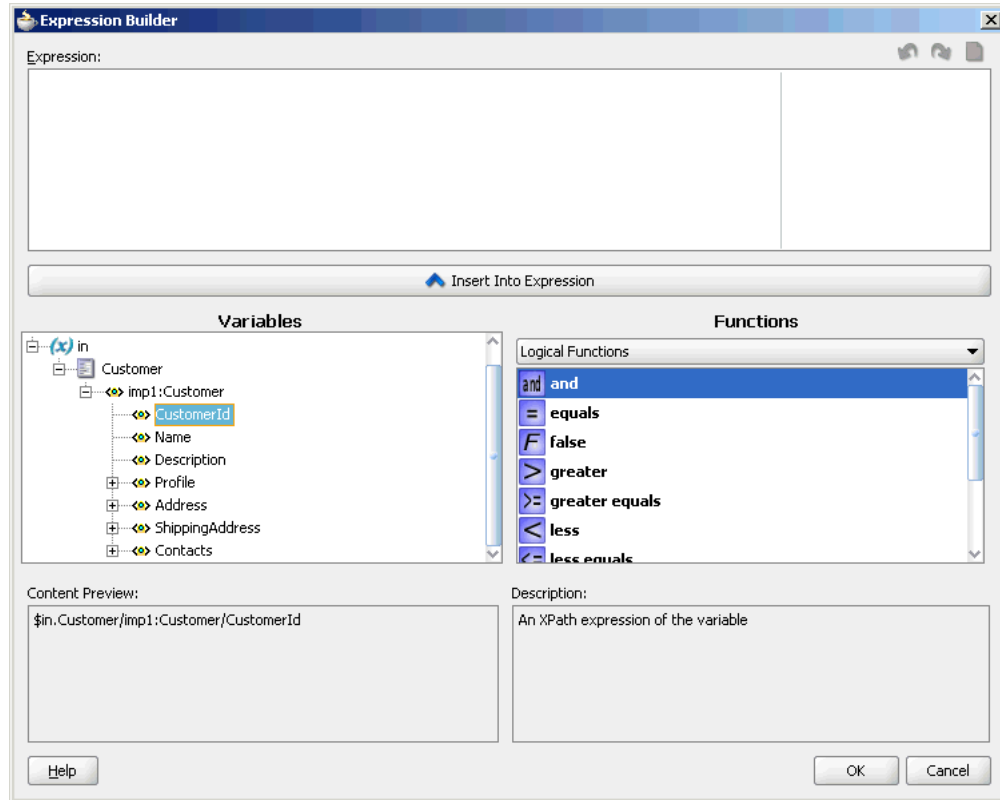 Expression Builder
Expression:
Insert Into Expression
Variables
Functions
(x) in
Customer
imp1:Customer
CustomerId
Name
Description
Profile
Address
ShippingAddress
Contacts
Logical Functions
and and
= equals
F false
> greater
>= greater equals
< less
<= less equals
Content Preview:
$in.Customer/imp1:Customer/CustomerId
Description:
An XPath expression of the variable
Help
OK
Cancel